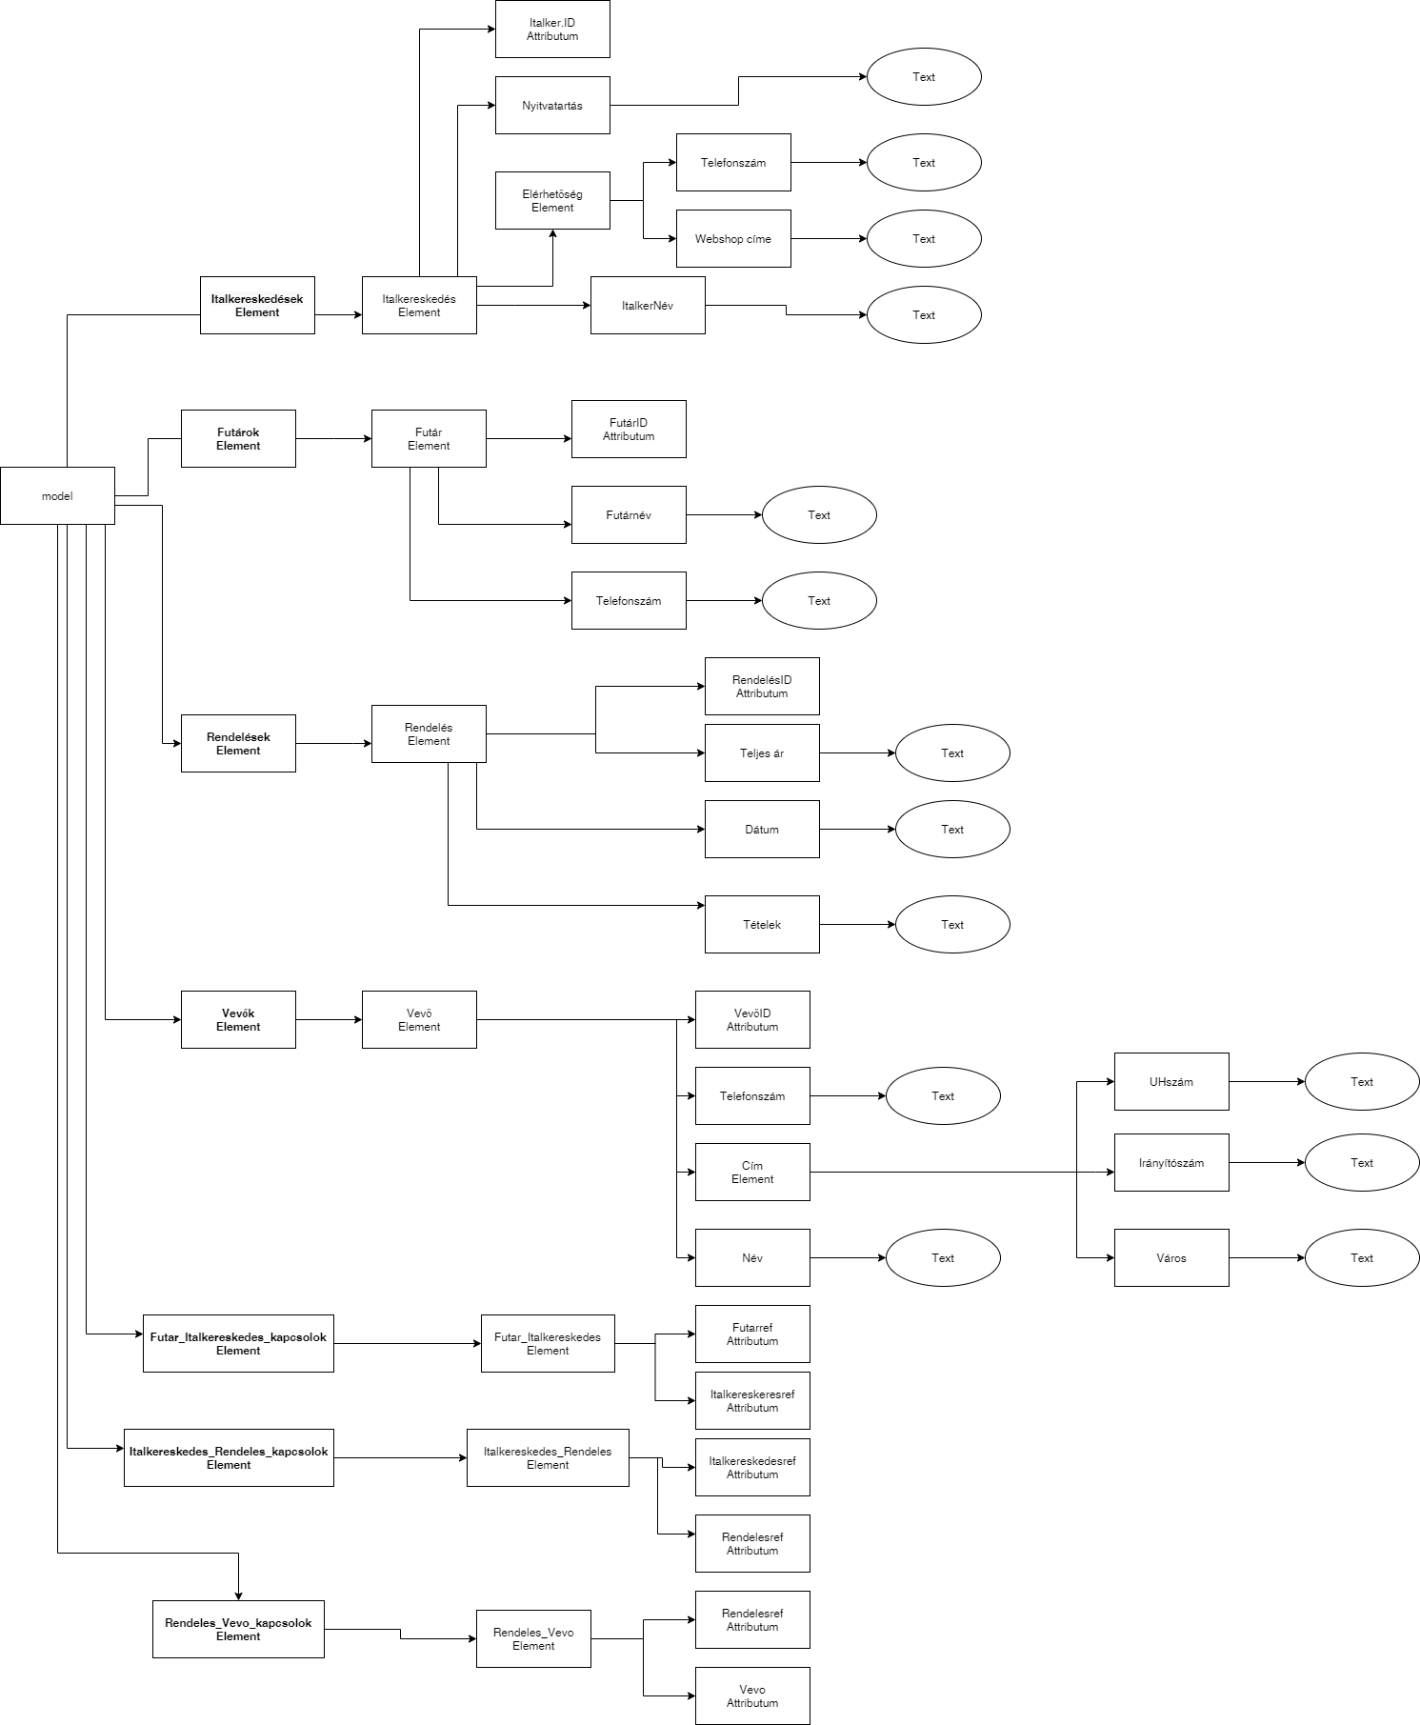 Italker.ID
Attributum
Nyitvatartás
Text
Telefonszám
Text
Elérhetőség
Element
Webshop címe
Text
Italkereskedések
Element
Italkereskedés
Element
ItalkerNév
Text
Futárok
Element
Futár
Element
FutárID
Attributum
model
Futárnév
Text
Telefonszám
Text
RendelésID
Attributum
Rendelések
Element
Rendelés
Element
Teljes ár
Text
Dátum
Text
Tételek
Text
Vevők
Element
Vevő
Element
VevőID
Attributum
Telefonszám
Text
UHszám
Text
Cím
Element
Irányítószám
Text
Név
Text
Város
Text
Futar_Italkereskedes_kapcsolok
Element
Futar_Italkereskedes
Element
Futarref
Attributum
Italkereskeresref
Attributum
Italkereskedes_Rendeles_kapcsolok
Element
Italkereskedes_Rendeles
Element
Italkereskedesref
Attributum
Rendelesref
Attributum
Rendeles_Vevo_kapcsolok
Element
Rendeles_Vevo
Element
Rendelesref
Attributum
Vevo
Attributum